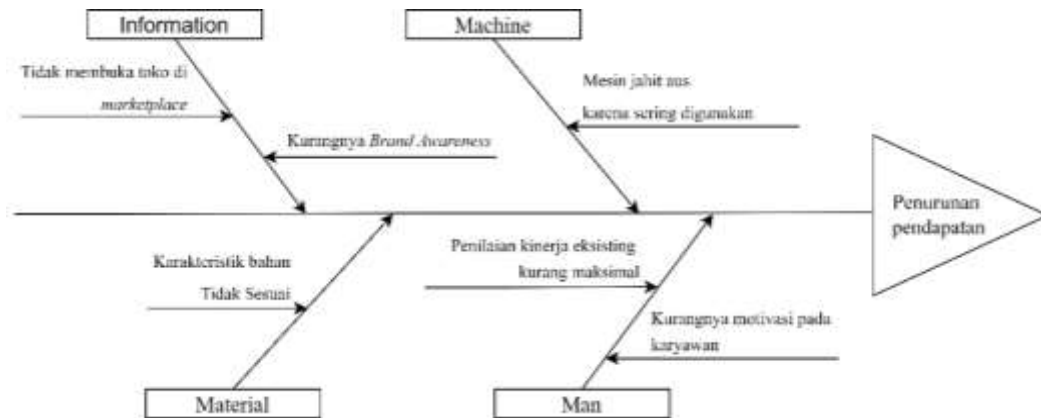 Information
Machine
Tidak membuka toko di
marketplace
Mesin jahit aus
karena sering digunakan
Kurangnya Brand Awareness
Penurunan
pendapatan
Karakteristik bahan
Tidak Sesuai
Penilaian kinerja eksisting
kurang maksimal
Kurangnya motivasi pada
karyawan
Material
Man